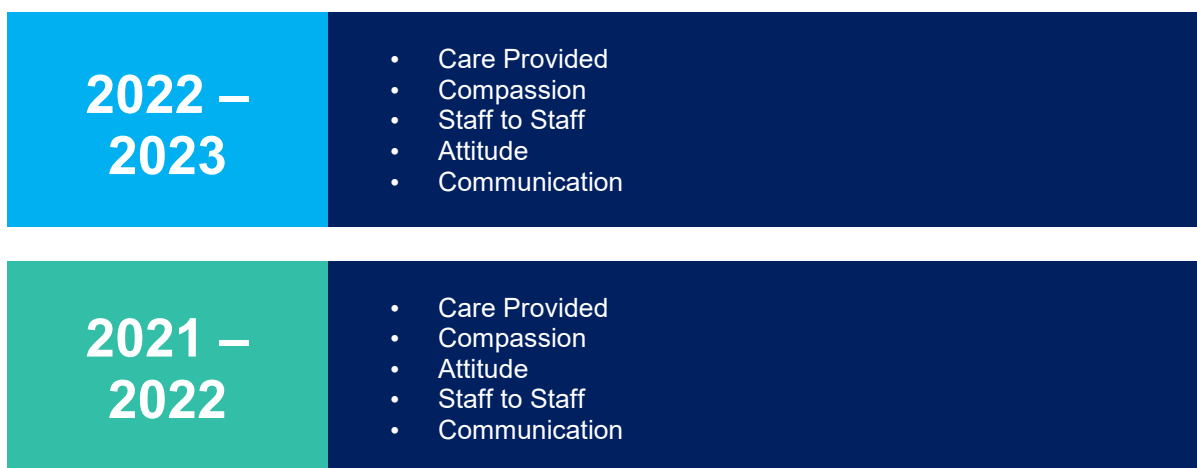 2022 –
2023
• Care Provided
• Compassion
• Staff to Staff
• Attitude
• Communication
2021 –
2022
• Care Provided
• Compassion
• Attitude
• Staff to Staff
• Communication